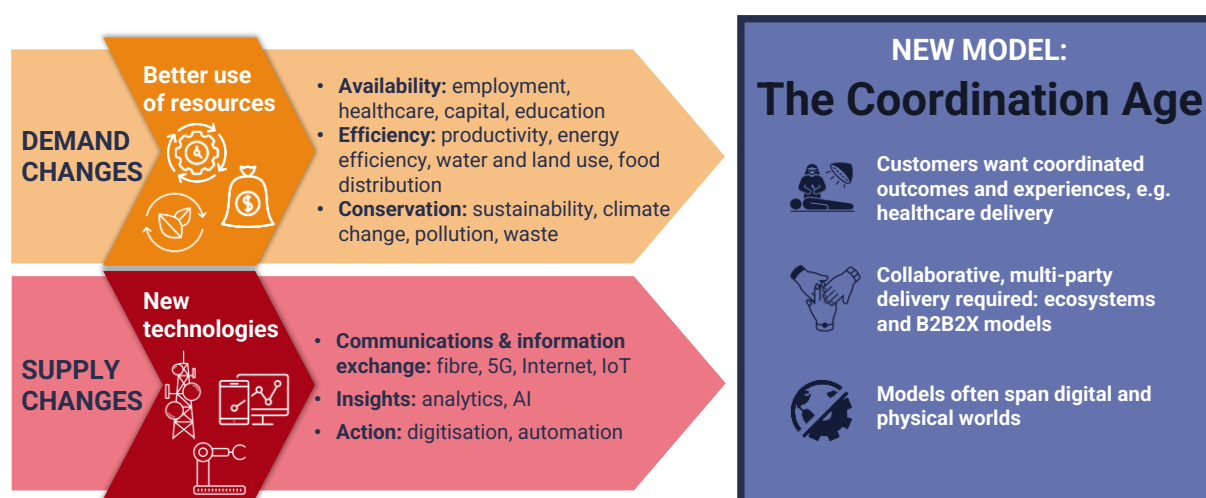 DEMAND
CHANGES
Better use
of resources
• Availability: employment,
healthcare, capital, education
• Efficiency: productivity, energy
efficiency, water and land use, food
distribution
• Conservation: sustainability, climate
change, pollution, waste
SUPPLY
CHANGES
New
technologies
• Communications & information
exchange: fibre, 5G, Internet, IoT
• Insights: analytics, AI
• Action: digitisation, automation
NEW MODEL:
The Coordination Age
Customers want coordinated
outcomes and experiences, e.g.
healthcare delivery
Collaborative, multi-party
delivery required: ecosystems
and B2B2X models
Models often span digital and
physical worlds